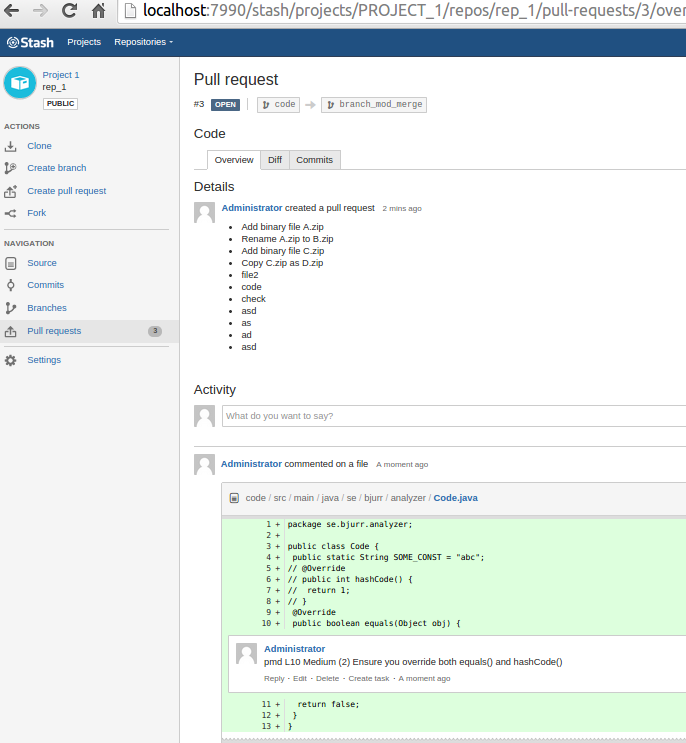 localhost:7990/stash/projects/PROJECT_1/repos/rep_1/pull-requests/3/over
Stash Projects Repositories
Project 1
rep_1
PUBLIC
ACTIONS
Clone
Create branch
Create pull request
Fork
NAVIGATION
Source
Commits
Branches
Pull requests 3
Settings
Pull request
#3 OPEN code branch_mod_merge
Code
Overview Diff Commits
Details
Administrator created a pull request 2 mins ago
• Add binary file A.zip
• Rename A.zip to B.zip
• Add binary file C.zip
• Copy C.zip as D.zip
• file2
• code
• check
• asd
• as
• ad
• asd
Activity
What do you want to say?
Administrator commented on a file A moment ago
code / src / main / java / se / bjurr / analyzer / Code.java
1 + package se.bjurr.analyzer;
2 +
3 + public class Code {
4 + public static String SOME_CONST = "abc";
5 + // @Override
6 + // public int hashCode() {
7 + // return 1;
8 + // }
9 + @Override
10 + public boolean equals(Object obj) {
Administrator
pmd L10 Medium (2) Ensure you override both equals() and hashCode()
Reply · Edit · Delete · Create task · A moment ago
11 + return false;
12 + }
13 + }